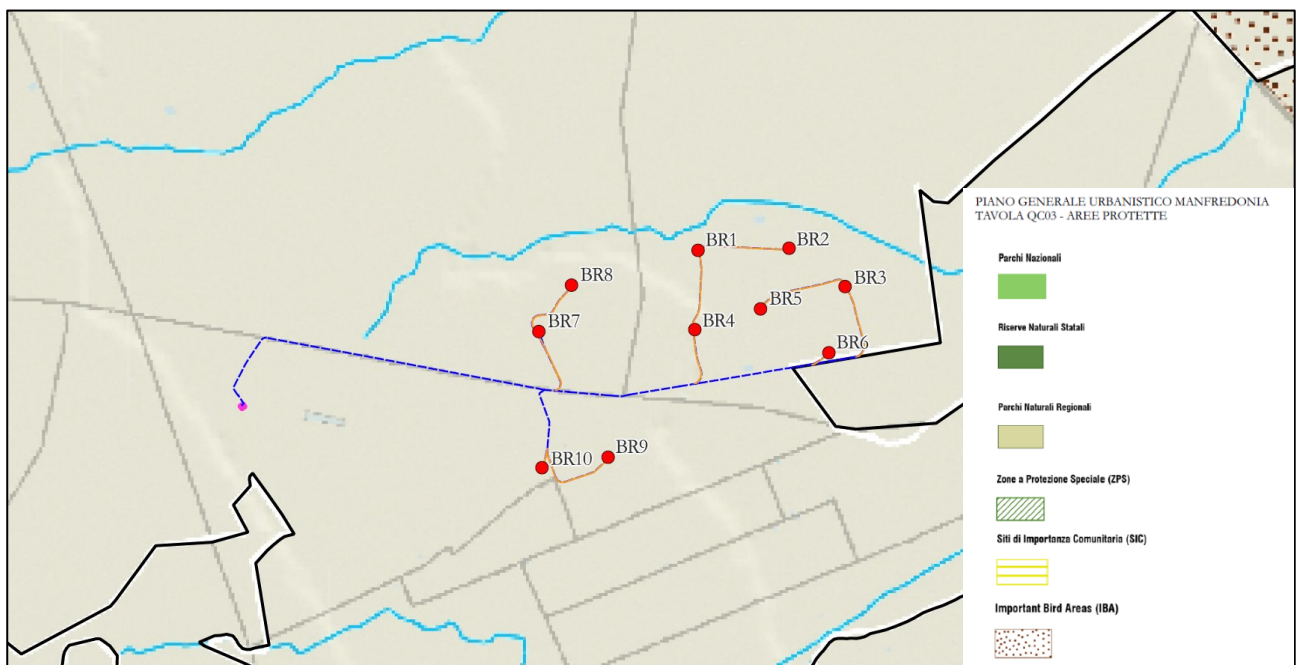 BR1
BR2
BR8
BR3
BR5
BR7
BR4
BR6
BR9
BR10
PIANO GENERALE URBANISTICO MANFREDONIA
TAVOLA QC03 - AREE PROTETTE
Parchi Nazionali
Riserve Naturali Statali
Parchi Naturali Regionali
Zone a Protezione Speciale (ZPS)
Siti di Importanza Comunitaria (SIC)
Important Bird Areas (IBA)